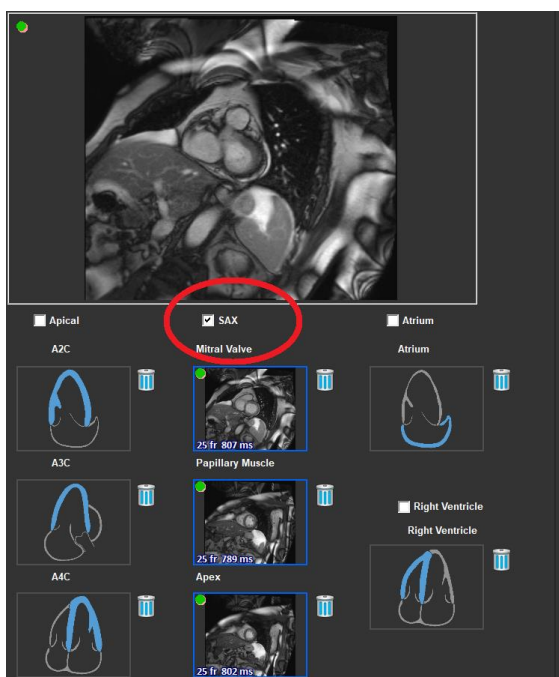 Apical
SAX
Atrium
A2C
Mitral Valve
Atrium
25 fr 807 ms
A3C
Papillary Muscle
25 fr 789 ms
Right Ventricle
Right Ventricle
A4C
Apex
25 fr 802 ms